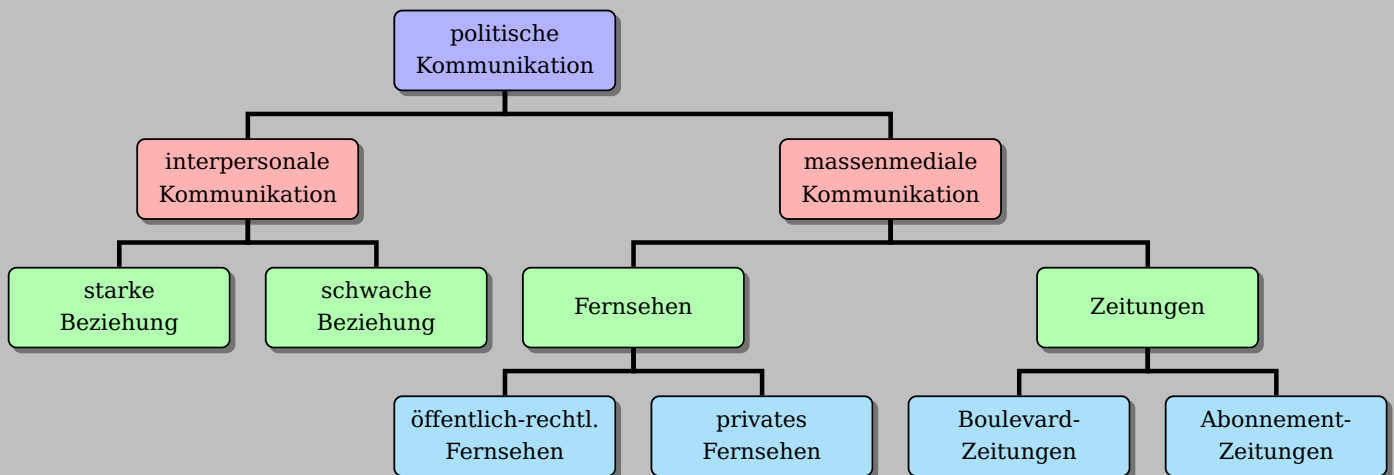 politische
Kommunikation
interpersonale
Kommunikation
massenmediale
Kommunikation
starke
Beziehung
schwache
Beziehung
Fernsehen
Zeitungen
öffentlich-rechtl.
Fernsehen
privates
Fernsehen
Boulevard-
Zeitungen
Abonnement-
Zeitungen